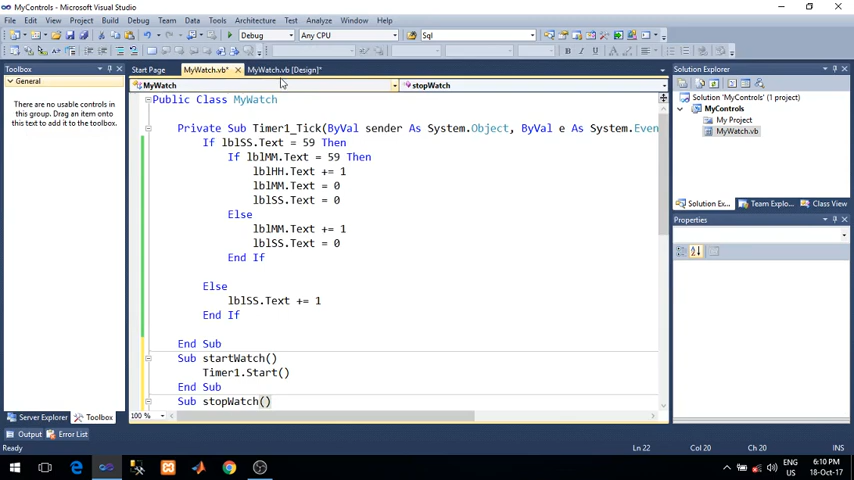 MyControls - Microsoft Visual Studio
File Edit View Project Build Debug Team Data Tools Architecture Test Analyze Window Help
Debug Any CPU Sql
Toolbox
General
There are no usable controls in
this group. Drag an item onto
this text to add it to the toolbox.
Start Page MyWatch.vb* MyWatch.vb [Design]*
MyWatch stopWatch
Public Class MyWatch
Private Sub Timer1_Tick(ByVal sender As System.Object, ByVal e As System.Even
If lblSS.Text = 59 Then
If lblMM.Text = 59 Then
lblHH.Text += 1
lblMM.Text = 0
lblSS.Text = 0
Else
lblMM.Text += 1
lblSS.Text = 0
End If
Else
lblSS.Text += 1
End If
End Sub
Sub startWatch()
Timer1.Start()
End Sub
Sub stopWatch()
100 %
Solution Explorer
Solution 'MyControls' (1 project)
MyControls
My Project
MyWatch.vb
Solution Ex... Team Explo... Class View
Properties
Server Explorer Toolbox
Output Error List
Ready Ln 22 Col 20 Ch 20 INS
ENG
US
6:10 PM
18-Oct-17